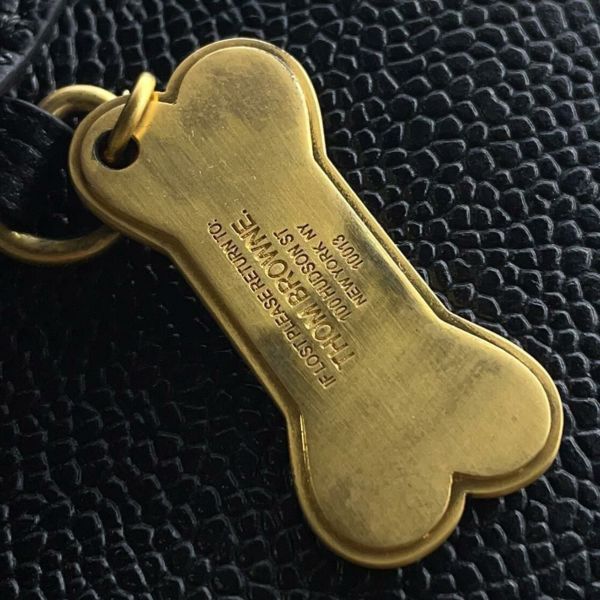 IF LOST PLEASE RETURN TO:
THOM BROWNE.
100 HUDSON ST
NEW YORK NY
10013